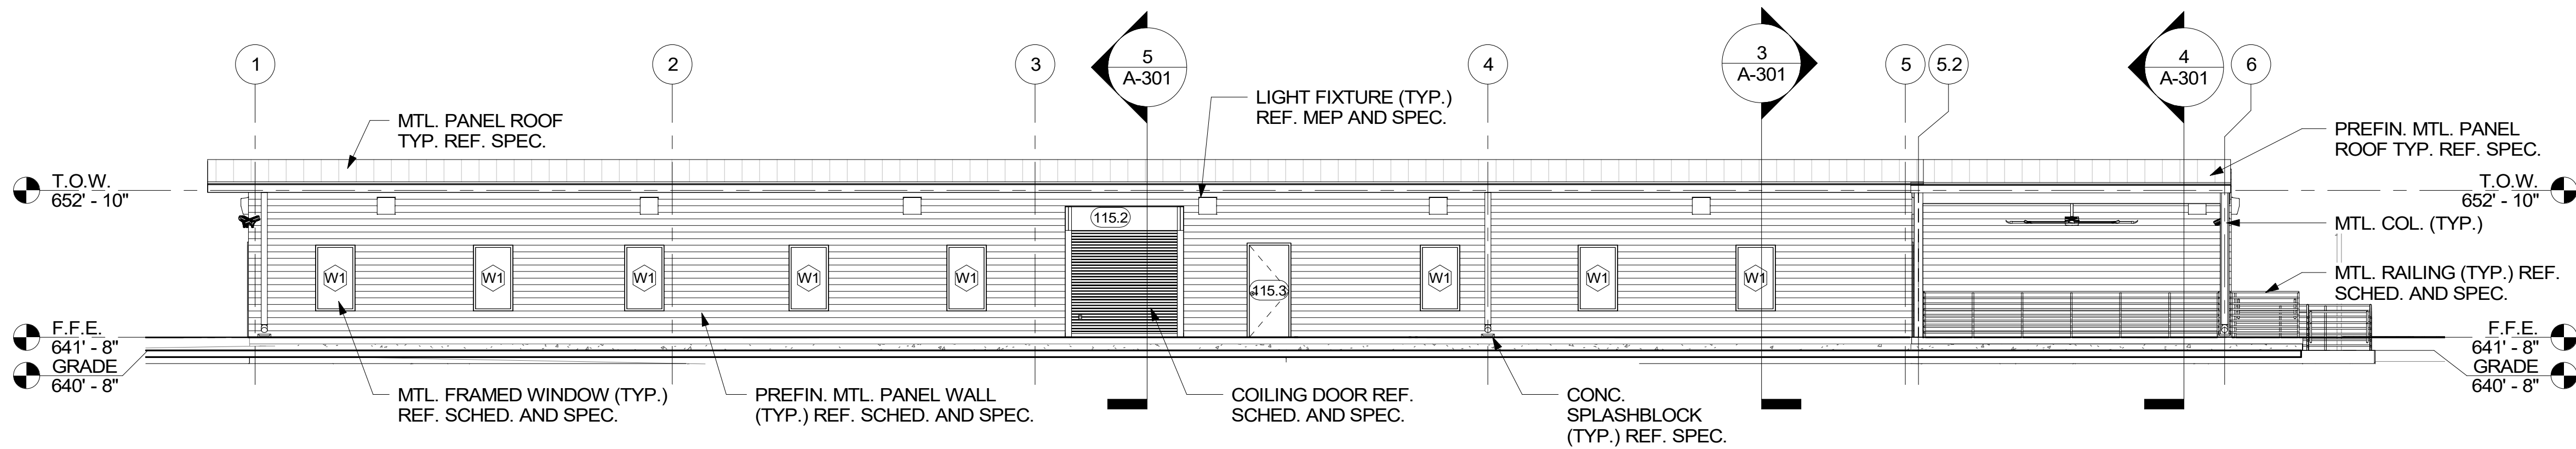 1
2
3
5
A-301
4
3
A-301
5
5.2
4
A-301
6
LIGHT FIXTURE (TYP.)
REF. MEP AND SPEC.
MTL. PANEL ROOF
TYP. REF. SPEC.
PREFIN. MTL. PANEL
ROOF TYP. REF. SPEC.
T.O.W.
652' - 10"
T.O.W.
652' - 10"
115.2
MTL. COL. (TYP.)
W1
W1
W1
W1
W1
115.3
W1
W1
W1
MTL. RAILING (TYP.) REF.
SCHED. AND SPEC.
F.F.E.
641' - 8"
GRADE
640' - 8"
F.F.E.
641' - 8"
GRADE
640' - 8"
MTL. FRAMED WINDOW (TYP.)
REF. SCHED. AND SPEC.
PREFIN. MTL. PANEL WALL
(TYP.) REF. SCHED. AND SPEC.
COILING DOOR REF.
SCHED. AND SPEC.
CONC.
SPLASHBLOCK
(TYP.) REF. SPEC.